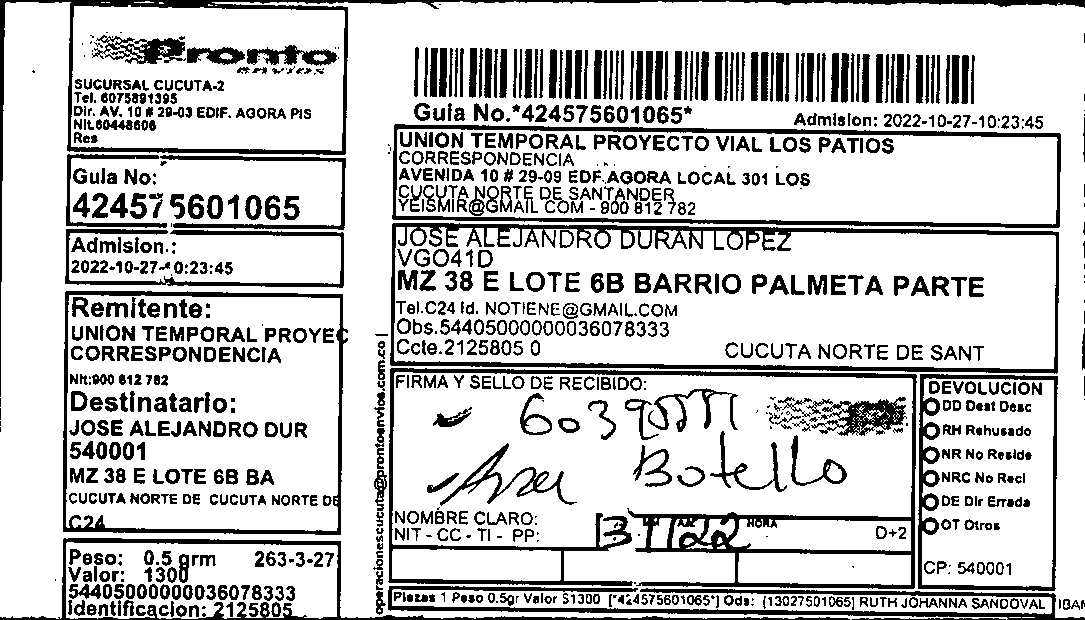 Pronto
envios
SUCURSAL CUCUTA-2
Tel. 6075891395
Dir. AV. 10 # 29-03 EDIF. AGORA PIS
Nit.60448606
Res
Guia No:
424575601065
Admision.:
2022-10-27- 0:23:45
Remitente:
UNION TEMPORAL PROYEC
CORRESPONDENCIA
Nit:900 812 782
Destinatario:
JOSE ALEJANDRO DUR
540001
MZ 38 E LOTE 6B BA
CUCUTA NORTE DE CUCUTA NORTE DE
C24
Peso: 0.5 grm 263-3-27
Valor: 1300
54405000000036078333
identificacion: 2125805
operacionescucuta@prontoenvios.com.co
Guia No.*424575601065*
Admision: 2022-10-27-10:23:45
UNION TEMPORAL PROYECTO VIAL LOS PATIOS
CORRESPONDENCIA
AVENIDA 10 # 29-09 EDF.AGORA LOCAL 301 LOS
CUCUTA NORTE DE SANTANDER
YEISMIR@GMAIL COM - 900 812 782
JOSE ALEJANDRO DURAN LOPEZ
VGO41D
MZ 38 E LOTE 6B BARRIO PALMETA PARTE
Tel.C24 Id. NOTIENE@GMAIL.COM
Obs.54405000000036078333
Ccte.2125805 0 CUCUTA NORTE DE SANT
FIRMA Y SELLO DE RECIBIDO:
Botello
NOMBRE CLARO:
NIT - CC - TI - PP:
HORA
D+2
DEVOLUCION
DD Dest Desc
RH Rehusado
NR No Reside
NRC No Recl
DE Dir Errada
OT Otros
CP: 540001
Piezas 1 Peso 0.5gr Valor $1300 [*424575601065*] Ods: [13027501065] RUTH JOHANNA SANDOVAL IBAN